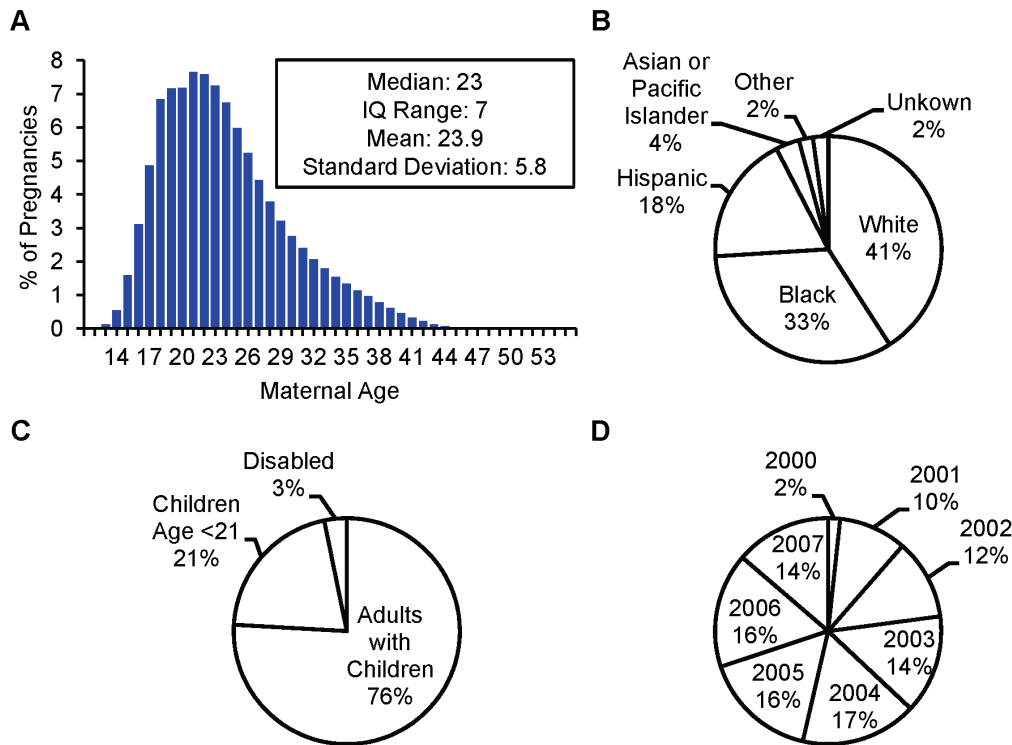 A
8
7
6
5
4
3
2
1
0
% of Pregnancies
Median: 23
IQ Range: 7
Mean: 23.9
Standard Deviation: 5.8
14 17 20 23 26 29 32 35 38 41 44 47 50 53
Maternal Age
B
Asian or
Pacific
Islander
4%
Other
2%
Unkown
2%
Hispanic
18%
White
41%
Black
33%
C
Disabled
3%
Children
Age <21
21%
Adults
with
Children
76%
D
2000
2%
2001
10%
2002
12%
2003
14%
2004
17%
2005
16%
2006
16%
2007
14%